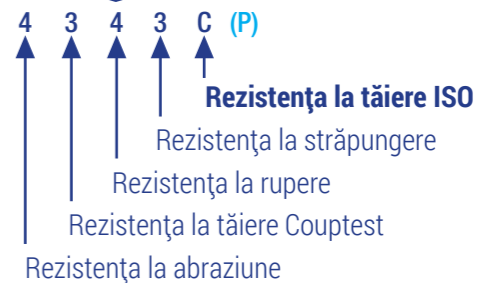 4 3 4 3 C (P)
Rezistenţa la tăiere ISO
Rezistenţa la străpungere
Rezistenţa la rupere
Rezistenţa la tăiere Couptest
Rezistenţa la abraziune